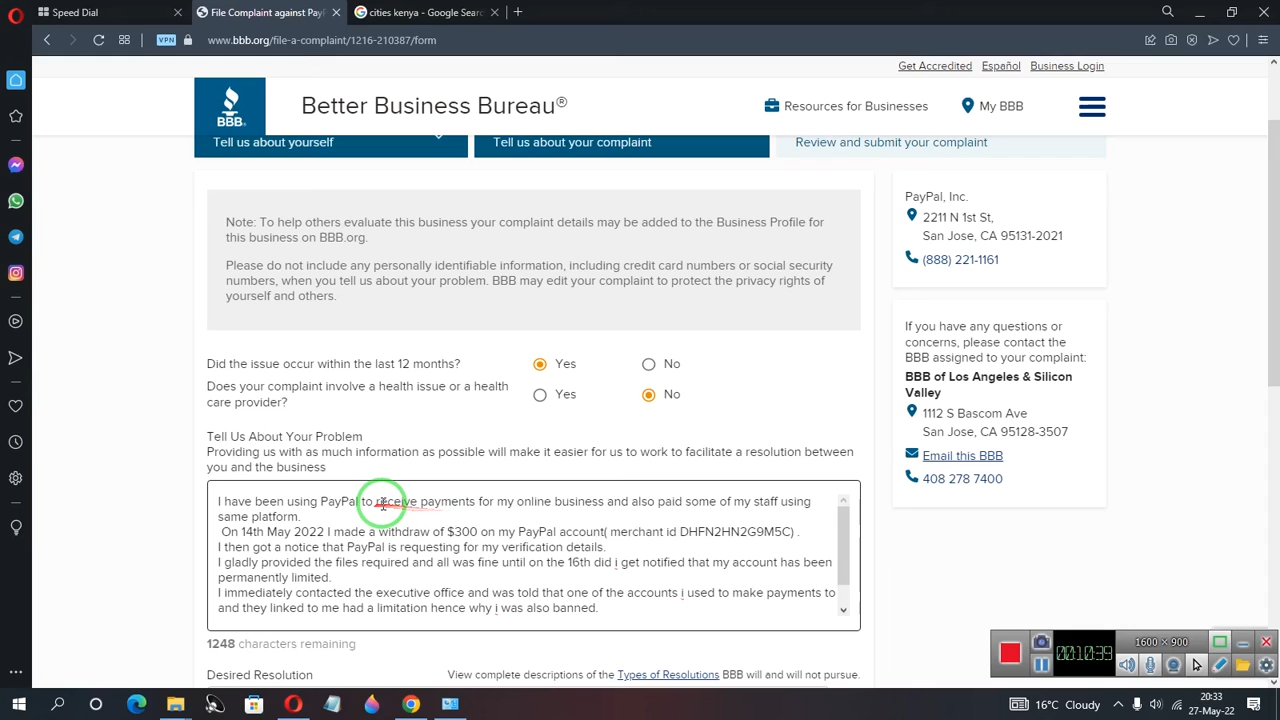 Speed Dial
File Complaint against PayP
cities kenya - Google Search
VPN
www.bbb.org/file-a-complaint/1216-210387/form
Get Accredited Español Business Login
BBB.
Better Business Bureau®
Resources for Businesses
My BBB
Tell us about yourself
Tell us about your complaint
Review and submit your complaint
Note: To help others evaluate this business your complaint details may be added to the Business Profile for
this business on BBB.org.
Please do not include any personally identifiable information, including credit card numbers or social security
numbers, when you tell us about your problem. BBB may edit your complaint to protect the privacy rights of
yourself and others.
Did the issue occur within the last 12 months? Yes No
Does your complaint involve a health issue or a health
care provider? Yes No
Tell Us About Your Problem
Providing us with as much information as possible will make it easier for us to work to facilitate a resolution between
you and the business
I have been using PayPal to receive payments for my online business and also paid some of my staff using
same platform.
On 14th May 2022 I made a withdraw of $300 on my PayPal account( merchant id DHFN2HN2G9M5C) .
I then got a notice that PayPal is requesting for my verification details.
I gladly provided the files required and all was fine until on the 16th did i get notified that my account has been
permanently limited.
I immediately contacted the executive office and was told that one of the accounts i used to make payments to
and they linked to me had a limitation hence why i was also banned.
1248 characters remaining
Desired Resolution
View complete descriptions of the Types of Resolutions BBB will and will not pursue.
PayPal, Inc.
2211 N 1st St,
San Jose, CA 95131-2021
(888) 221-1161
If you have any questions or
concerns, please contact the
BBB assigned to your complaint:
BBB of Los Angeles & Silicon
Valley
1112 S Bascom Ave
San Jose, CA 95128-3507
Email this BBB
408 278 7400
1600 × 900
00:10:39
16°C Cloudy
20:33
27-May-22